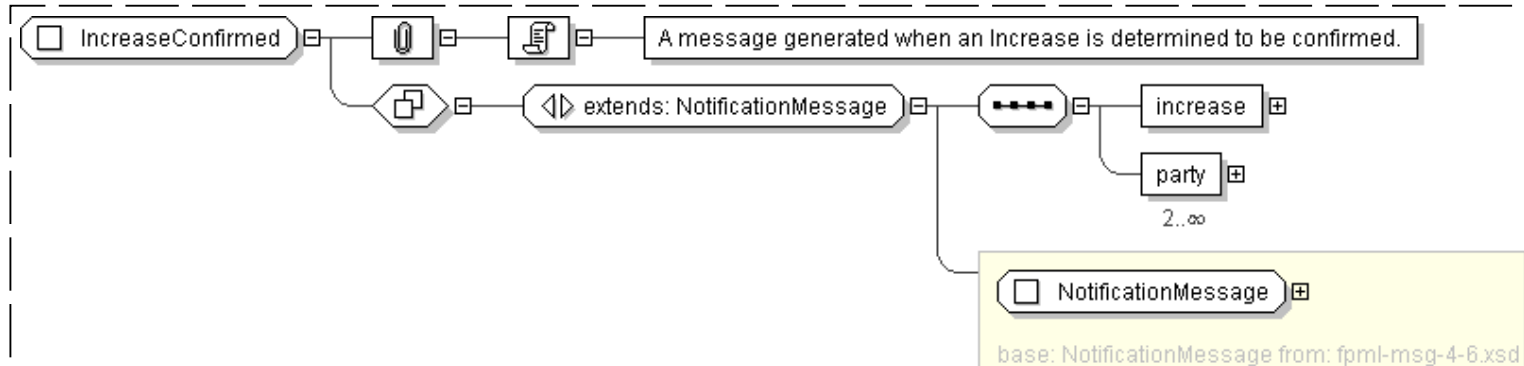 IncreaseConfirmed
A message generated when an Increase is determined to be confirmed.
extends: NotificationMessage
increase
party
2..∞
NotificationMessage
base: NotificationMessage from: fpml-msg-4-6.xsd